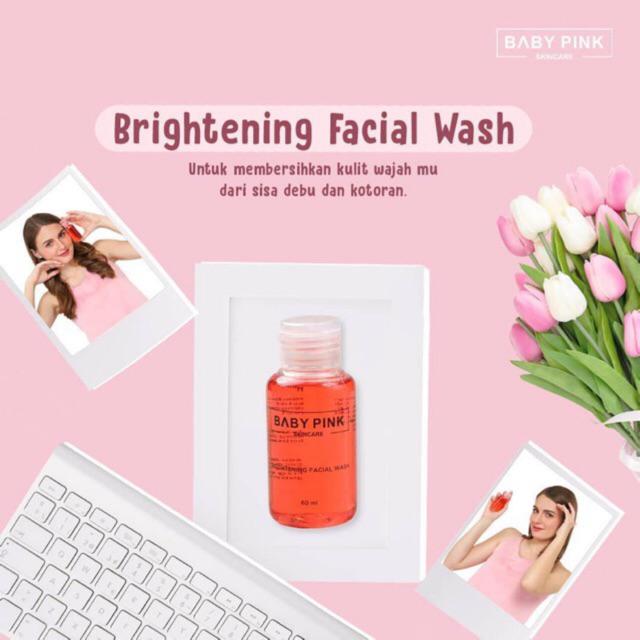 BABY PINK
SKINCARE
Brightening Facial Wash
Untuk membersihkan kulit wajah mu
dari sisa debu dan kotoran.
BABY PINK
SKINCARE
FACIAL WASH
60 ml